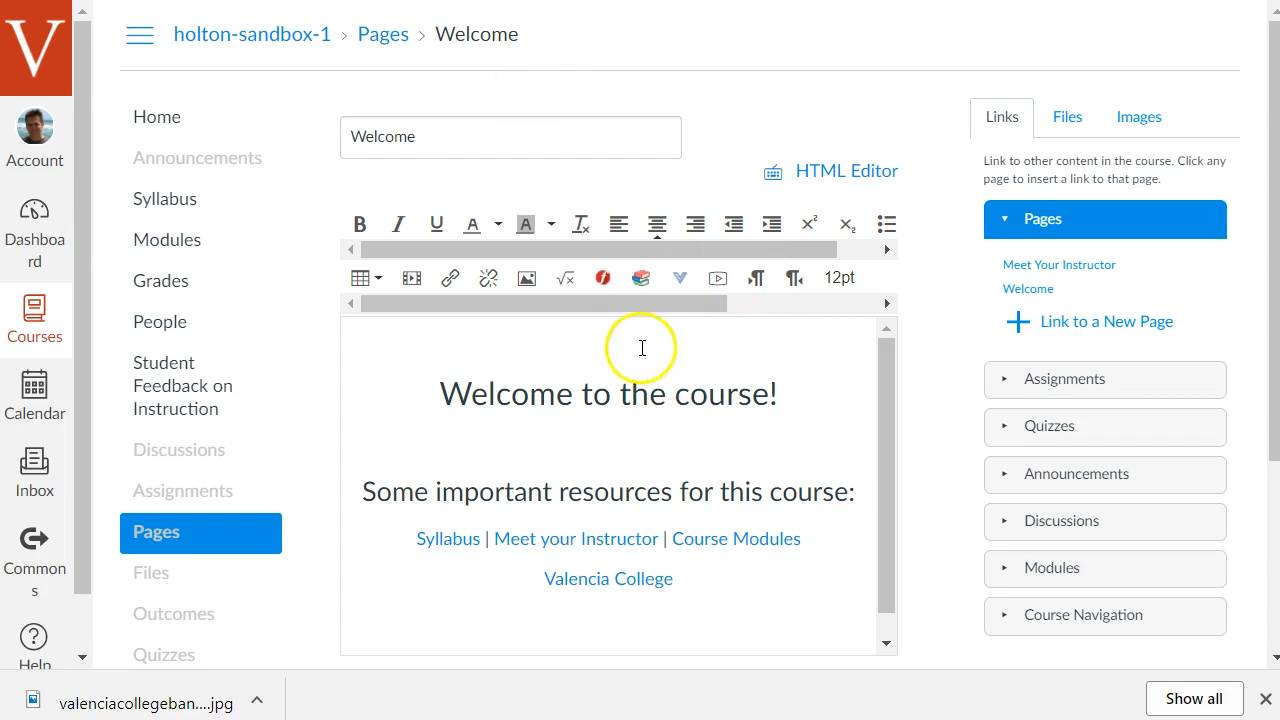 V
holton-sandbox-1 › Pages › Welcome
Account
Dashboa
rd
Courses
Calendar
Inbox
Common
s
Help
Home
Announcements
Syllabus
Modules
Grades
People
Student
Feedback on
Instruction
Discussions
Assignments
Pages
Files
Outcomes
Quizzes
Welcome
HTML Editor
12pt
Welcome to the course!
Some important resources for this course:
Syllabus | Meet your Instructor | Course Modules
Valencia College
Links Files Images
Link to other content in the course. Click any
page to insert a link to that page.
Pages
Meet Your Instructor
Welcome
Link to a New Page
Assignments
Quizzes
Announcements
Discussions
Modules
Course Navigation
valenciacollegeban....jpg
Show all